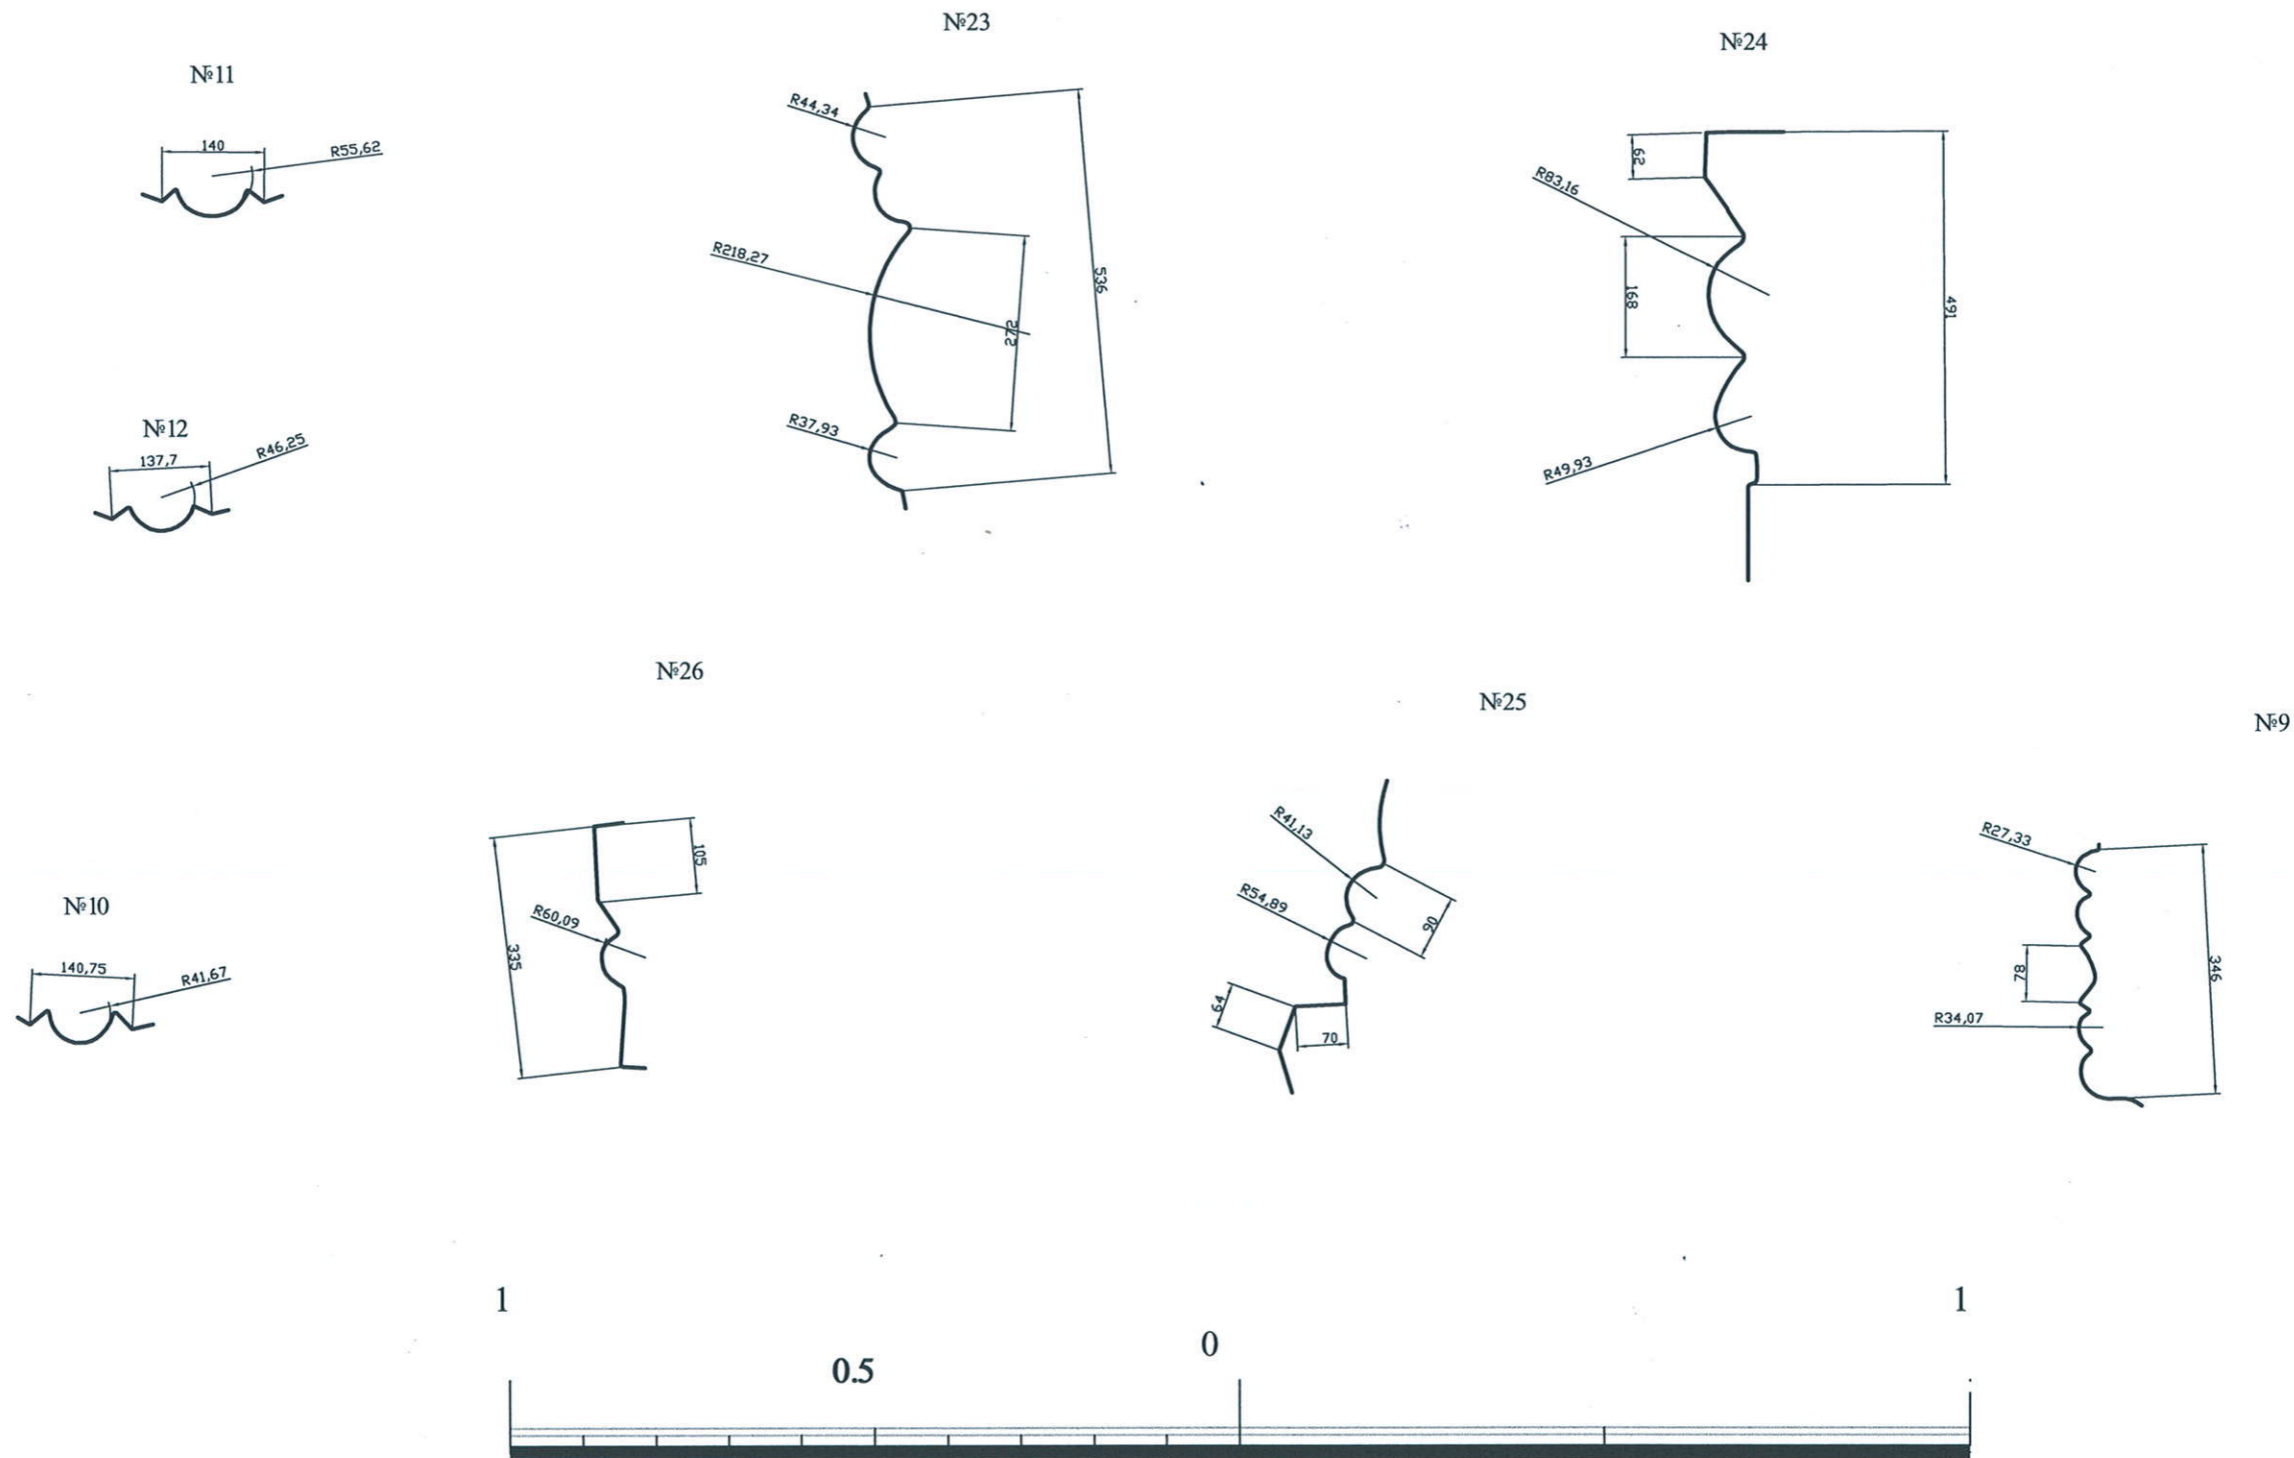 №23
№24
№11
R44,34
140
R55,62
62
R83,16
R218,27
536
168
491
272
№12
R37,93
137,7
R46,25
R49,93
№26
№25
№9
R41,13
R27,33
105
R54,89
№10
R60,09
90
335
346
78
140,75
R41,67
64
R34,07
70
1
1
0
0.5